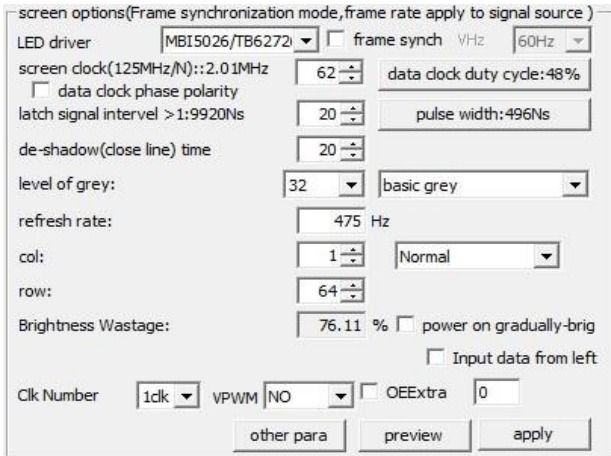 screen options(Frame synchronization mode,frame rate apply to signal source )
LED driver MBI5026/TB6272 frame synch VHz 60Hz
screen clock(125MHz/N)::2.01MHz 62 data clock duty cycle:48%
data clock phase polarity
latch signal intervel >1:9920Ns 20 pulse width:496Ns
de-shadow(close line) time 20
level of grey: 32 basic grey
refresh rate: 475 Hz
col: 1 Normal
row: 64
Brightness Wastage: 76.11 % power on gradually-brig
Input data from left
Clk Number 1clk VPWM NO OEExtra 0
other para preview apply